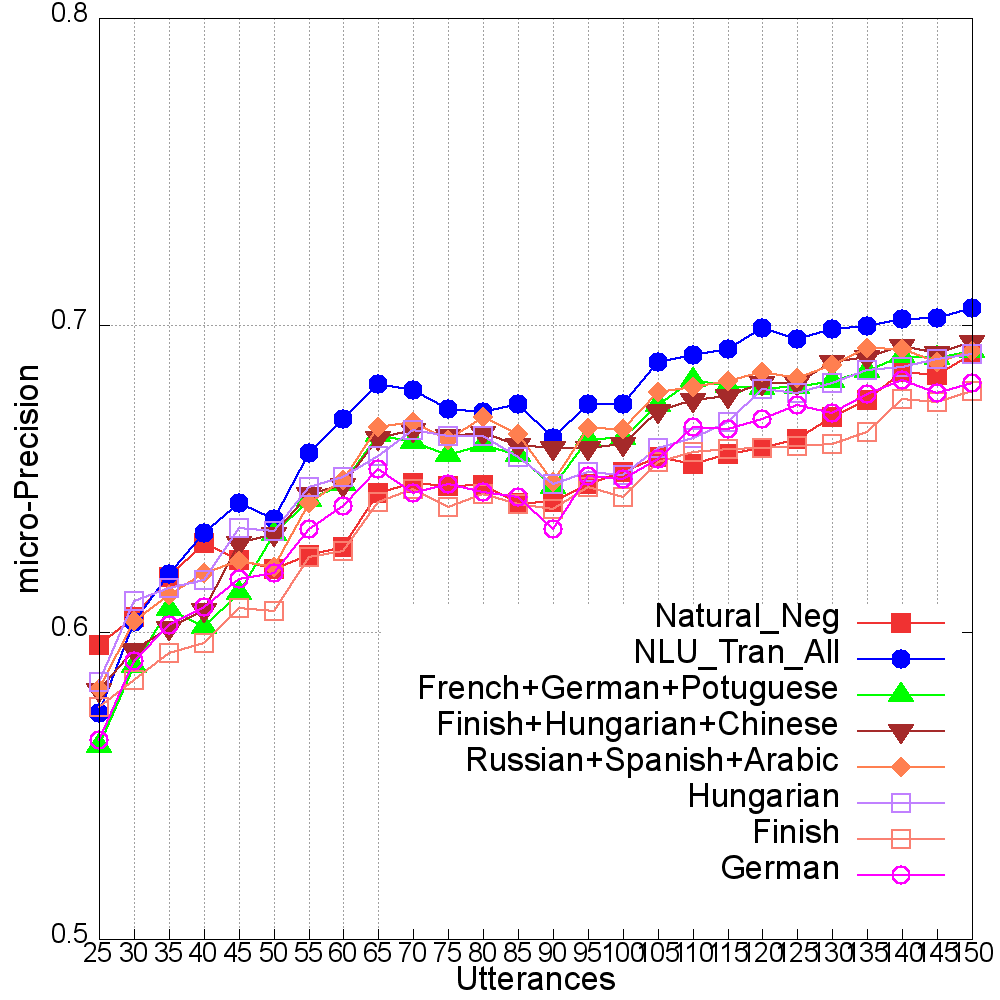 0.8
0.7
0.6
0.5
micro-Precision
Natural_Neg
NLU_Tran_All
French+German+Potuguese
Finish+Hungarian+Chinese
Russian+Spanish+Arabic
Hungarian
Finish
German
25 30 35 40 45 50 55 60 65 70 75 80 85 90 95 100 105 110 115 120 125 130 135 140 145 150
Utterances